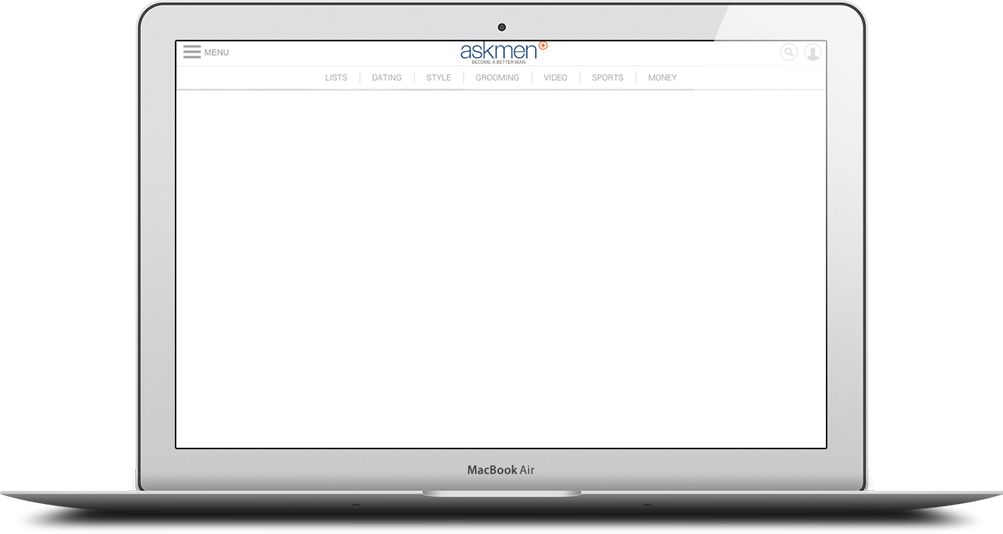 MENU
askmen
BECOME A BETTER MAN
LISTS DATING STYLE GROOMING VIDEO SPORTS MONEY
MacBook Air